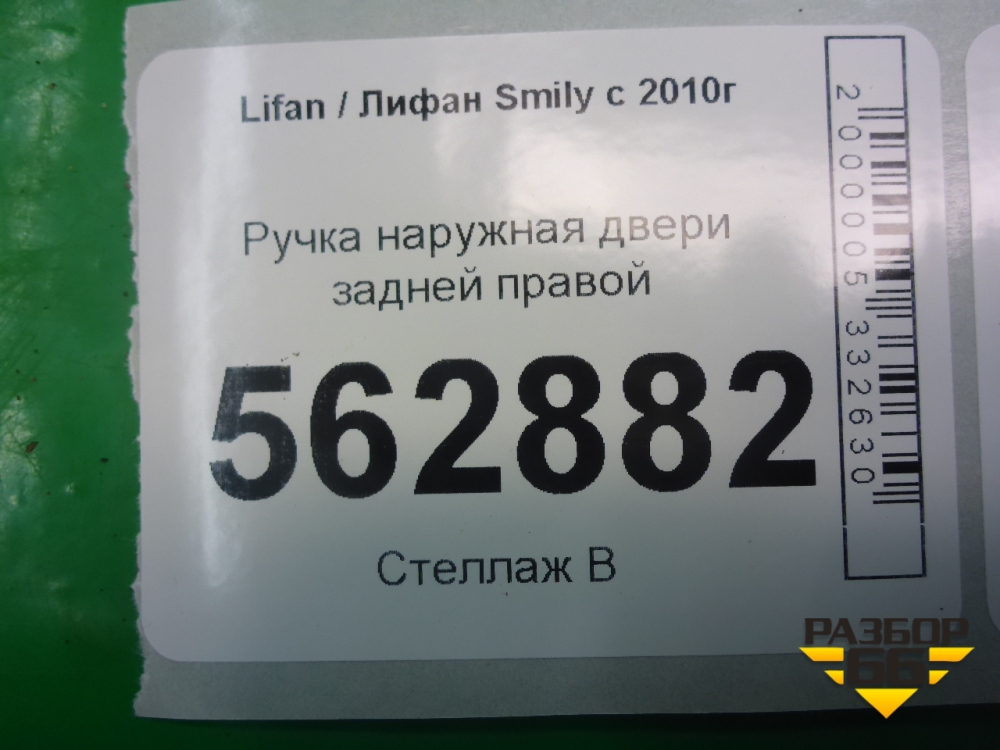 Lifan / Лифан Smily с 2010г
Ручка наружная двери
задней правой
562882
Стеллаж В
2000005332630
РАЗБОР
66